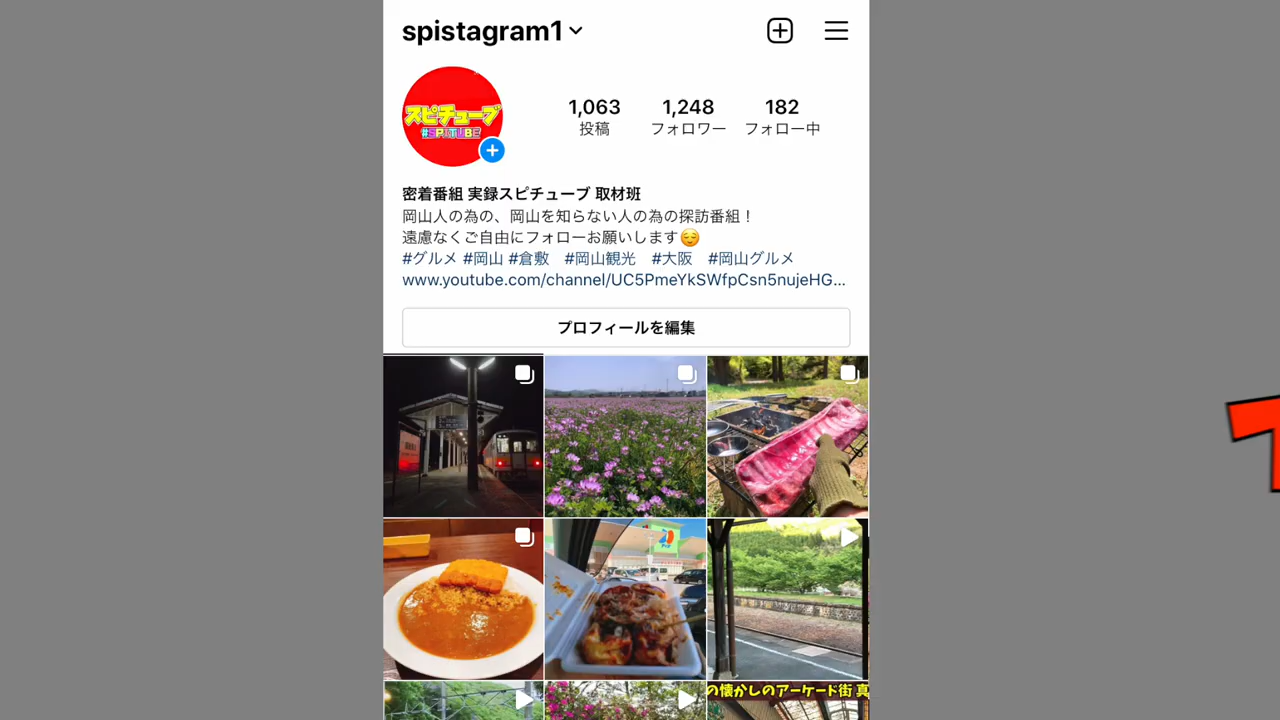 spistagram1
スピチューブ
#SPITUBE
1,063 1,248 182
投稿 フォロワー フォロー中
密着番組 実録スピチューブ 取材班
岡山人の為の、岡山を知らない人の為の探訪番組！
遠慮なくご自由にフォローお願いします😌
#グルメ #岡山 #倉敷　#岡山観光　#大阪　#岡山グルメ
www.youtube.com/channel/UC5PmeYkSWfpCsn5nujeHG...
プロフィールを編集
の懐かしのアーケード街 真